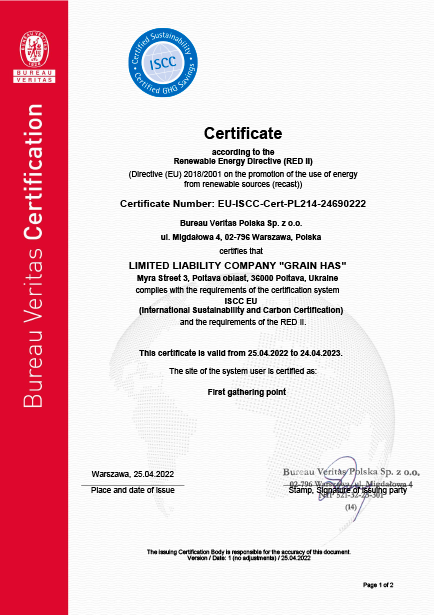 BUREAU
VERITAS
Bureau Veritas Certification
Certified Sustainability
ISCC
Certified GHG Savings
Certificate
according to the
Renewable Energy Directive (RED II)
(Directive (EU) 2018/2001 on the promotion of the use of energy
from renewable sources (recast))
Certificate Number: EU-ISCC-Cert-PL214-24690222
Bureau Veritas Polska Sp. z o.o.
ul. Migdałowa 4, 02-796 Warszawa, Polska
certifies that
LIMITED LIABILITY COMPANY "GRAIN HAS"
Myra Street 3, Poltava oblast, 36000 Poltava, Ukraine
complies with the requirements of the certification system
ISCC EU
(International Sustainability and Carbon Certification)
and the requirements of the RED II.
This certificate is valid from 25.04.2022 to 24.04.2023.
The site of the system user is certified as:
First gathering point
Warszawa, 25.04.2022
Place and date of issue
Bureau Veritas Polska Sp. z o.o.
02-796 Warszawa, ul. Migdałowa 4
Stamp, Signature of issuing party
(14)
The Issuing Certification Body is responsible for the accuracy of this document.
Version / Date: 1 (no adjustments) / 25.04.2022
Page 1 of 2